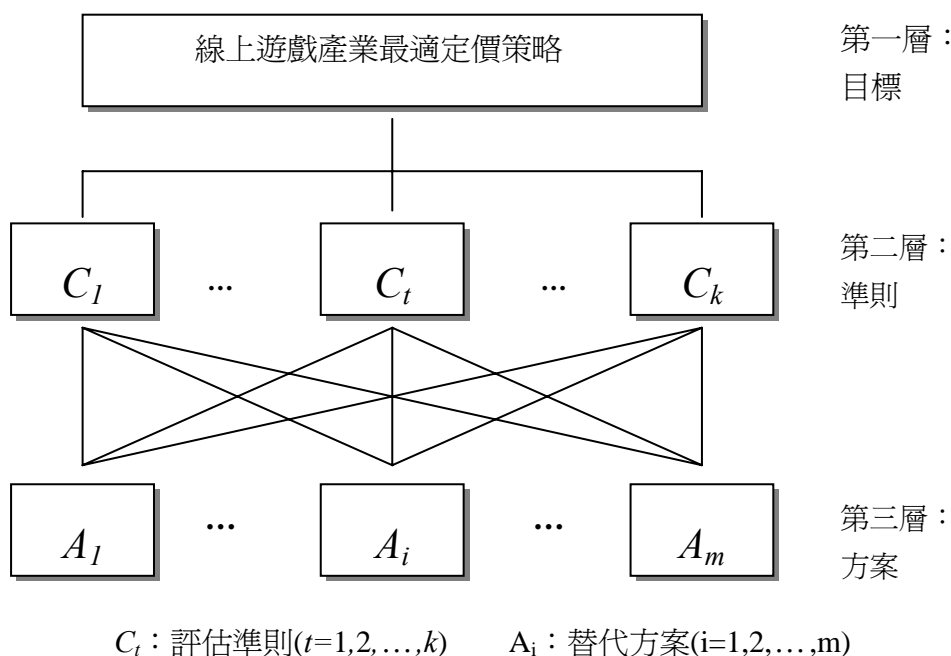 線上遊戲產業最適定價策略
第一層：
目標
C₁ ... Cₜ ... Cₖ
第二層：
準則
A₁ ... Aᵢ ... Aₘ
第三層：
方案
Cₜ：評估準則(t=1,2,…,k) Aᵢ：替代方案(i=1,2,…,m)